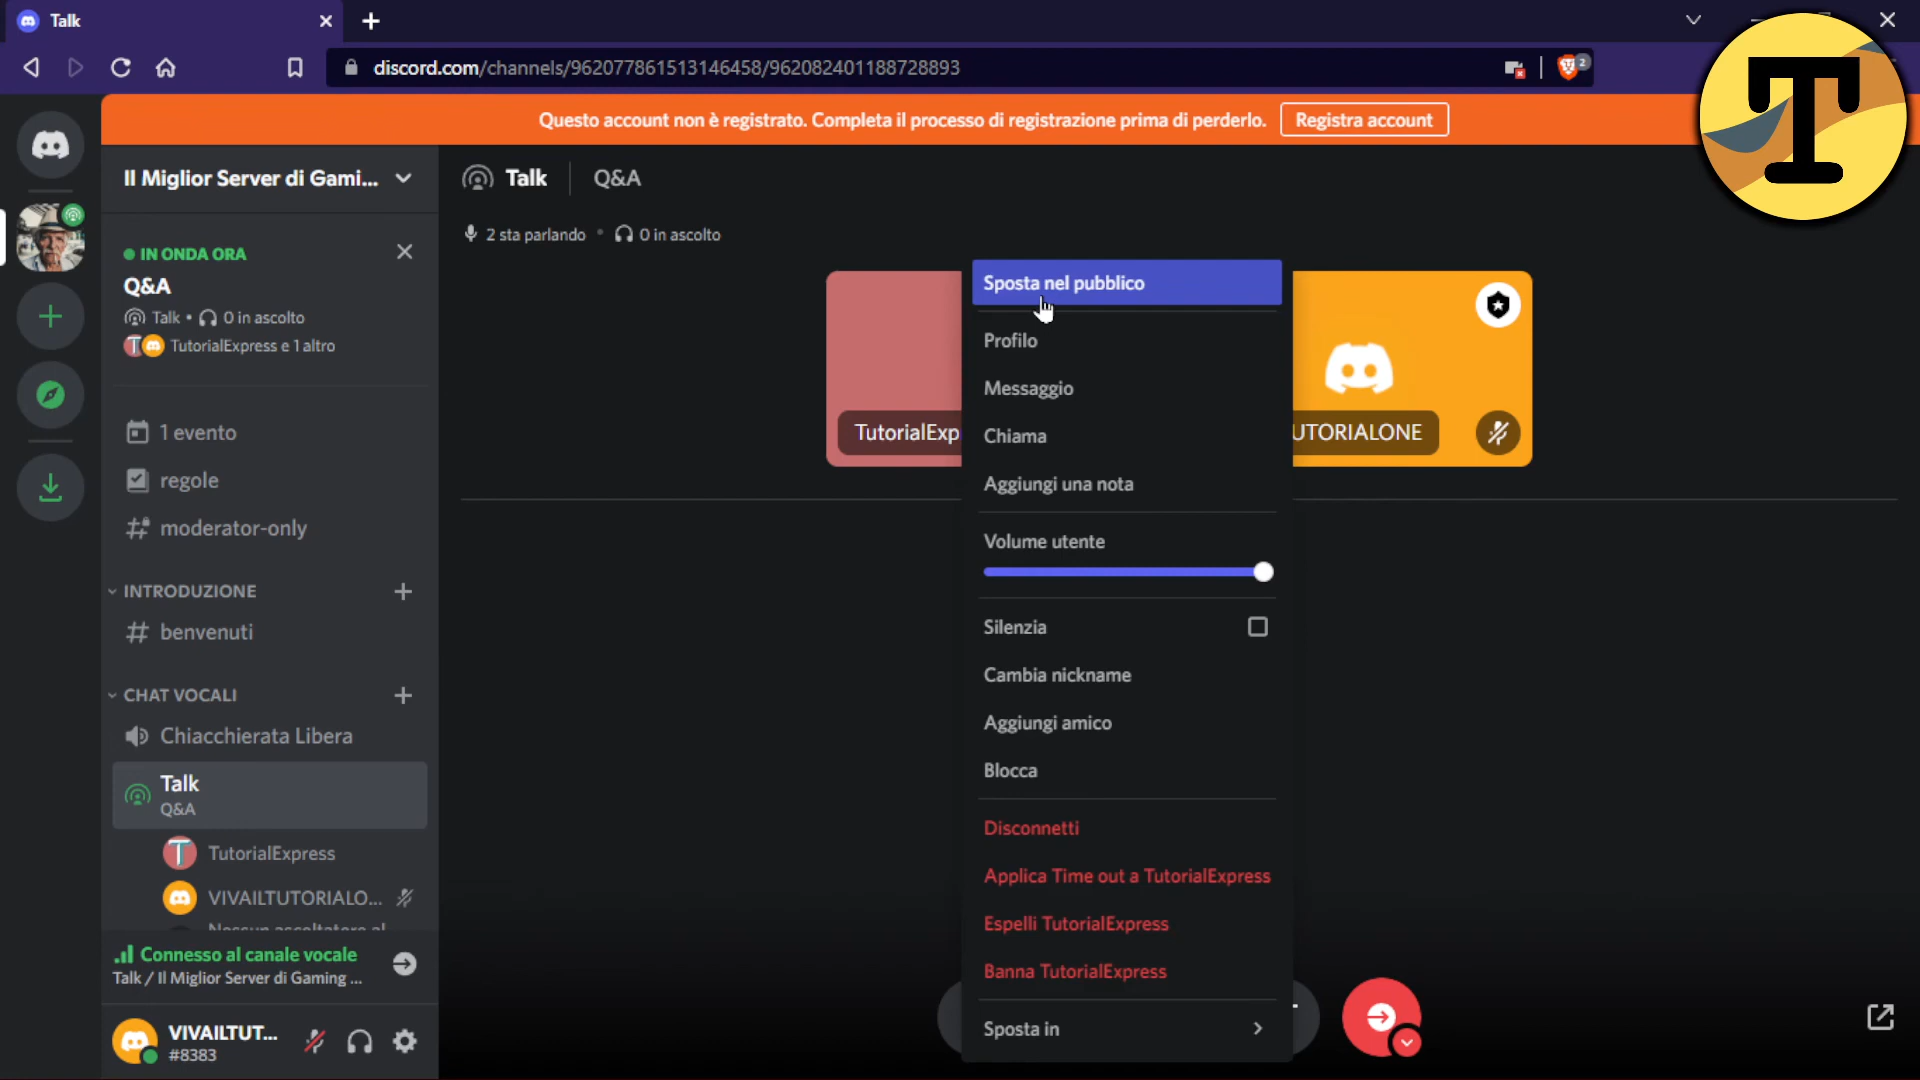 Talk
discord.com/channels/962077861513146458/962082401188728893
2
Questo account non è registrato. Completa il processo di registrazione prima di perderlo.
Registra account
T
Il Miglior Server di Gami...
IN ONDA ORA
Q&A
Talk • 0 in ascolto
TutorialExpress e 1 altro
1 evento
regole
moderator-only
INTRODUZIONE
benvenuti
CHAT VOCALI
Chiacchierata Libera
Talk
Q&A
TutorialExpress
VIVAILTUTORIALO...
Connesso al canale vocale
Talk / Il Miglior Server di Gaming ...
VIVAILTUT...
#8383
Talk
Q&A
2 sta parlando • 0 in ascolto
TutorialExp
UTORIALONE
Sposta nel pubblico
Profilo
Messaggio
Chiama
Aggiungi una nota
Volume utente
Silenzia
Cambia nickname
Aggiungi amico
Blocca
Disconnetti
Applica Time out a TutorialExpress
Espelli TutorialExpress
Banna TutorialExpress
Sposta in